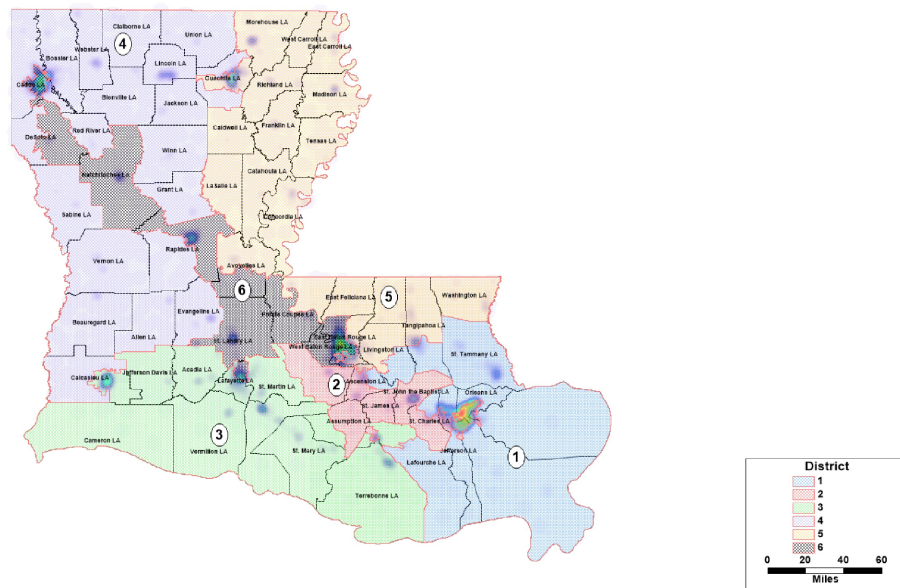 Morehouse LA
Claiborne LA
Union LA
West Carroll LA
East Carroll LA
4
Webster LA
Bossier LA
Lincoln LA
Caddo LA
Ouachita LA
Richland LA
Madison LA
Bienville LA
Jackson LA
Franklin LA
Caldwell LA
DeSoto LA
Red River LA
Tensas LA
Winn LA
Natchitoches LA
Catahoula LA
Grant LA
LaSalle LA
Sabine LA
Concordia LA
Rapides LA
Vernon LA
Avoyelles LA
6
East Feliciana LA
5
Washington LA
Evangeline LA
Pointe Coupee LA
Beauregard LA
Allen LA
Tangipahoa LA
St. Landry LA
East Baton Rouge LA
West Baton Rouge LA
Livingston LA
St. Tammany LA
Jefferson Davis LA
Acadia LA
Calcasieu LA
Lafayette LA
St. Martin LA
2
Ascension LA
St. John the Baptist LA
Orleans LA
St. James LA
Assumption LA
St. Charles LA
3
Cameron LA
Vermilion LA
St. Mary LA
Jefferson LA
Lafourche LA
1
Terrebonne LA
District
1
2
3
4
5
6
0 20 40 60
Miles